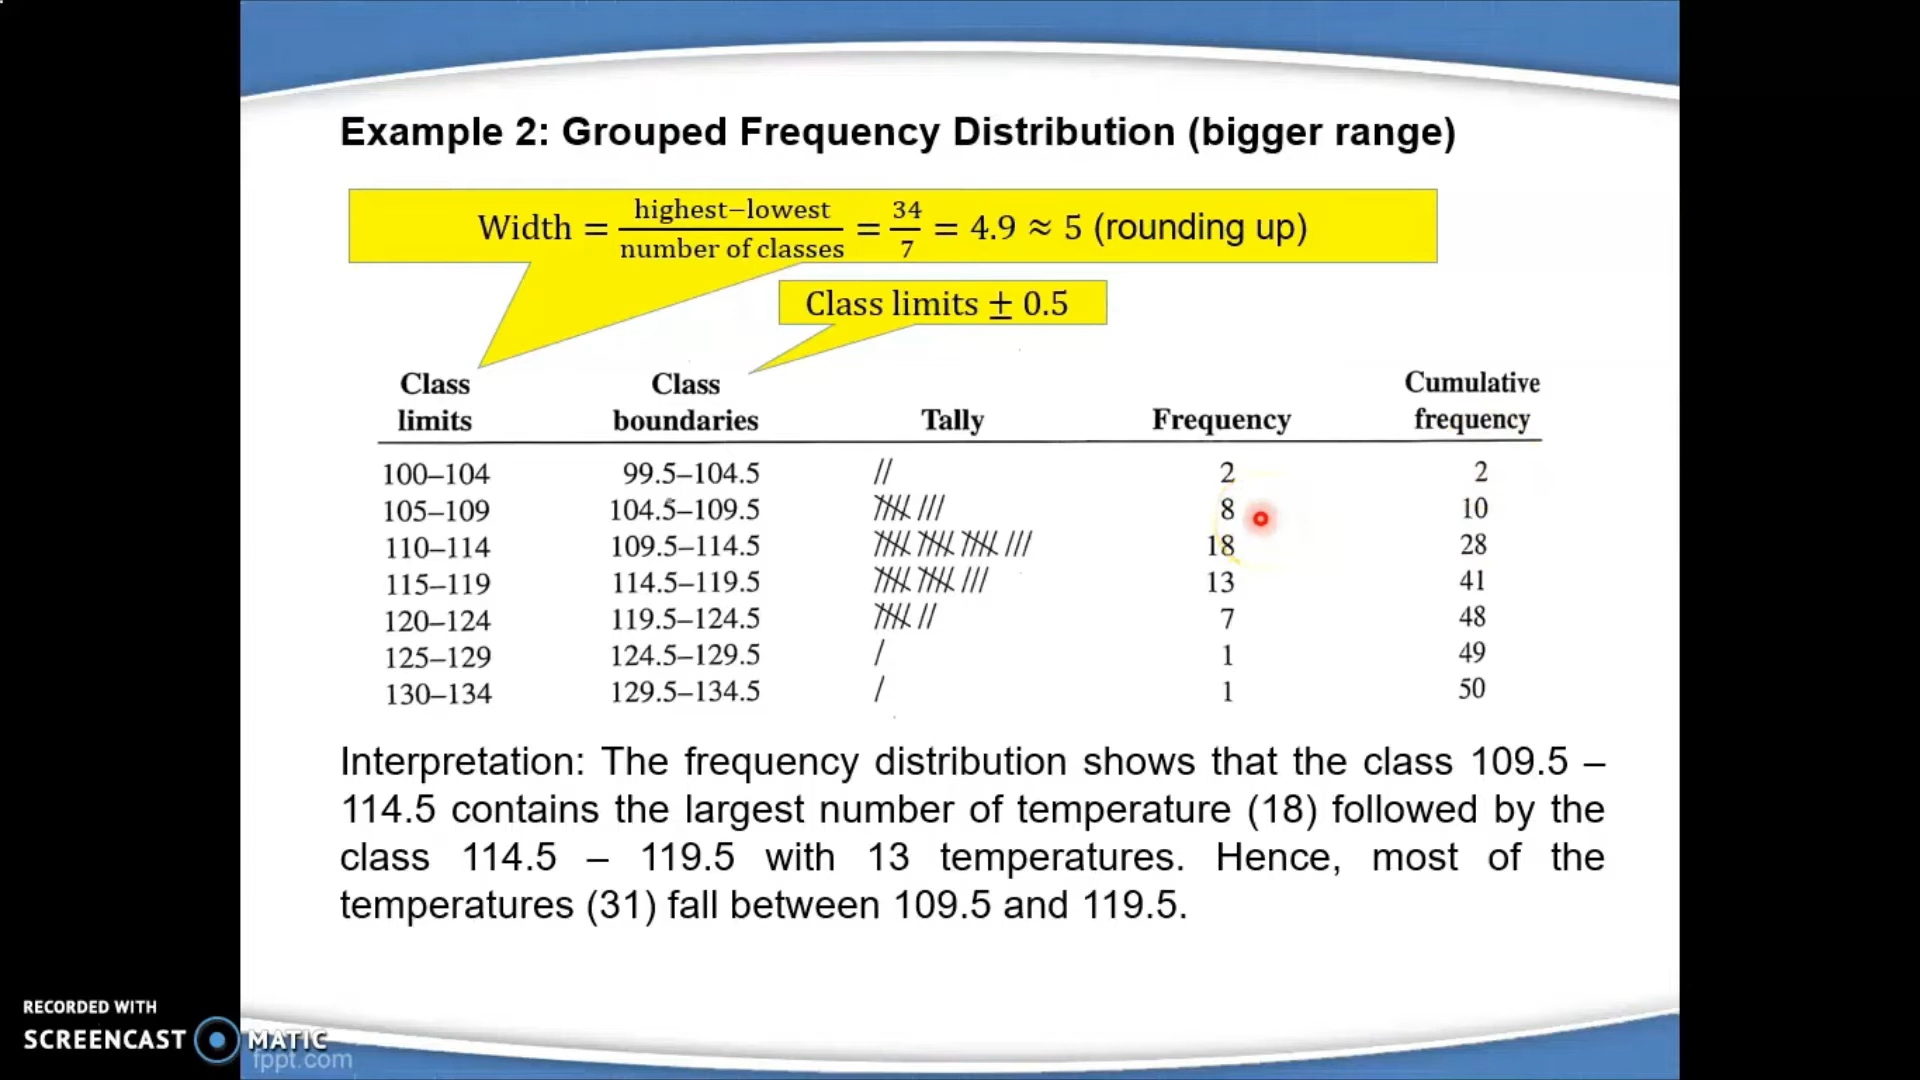 Example 2: Grouped Frequency Distribution (bigger range)
Width = highest−lowest / number of classes = 34 / 7 = 4.9 ≈ 5 (rounding up)
Class limits ± 0.5
Class limits Class boundaries Tally Frequency Cumulative frequency
100–104 99.5–104.5 // 2 2
105–109 104.5–109.5 //// /// 8 10
110–114 109.5–114.5 //// //// //// /// 18 28
115–119 114.5–119.5 //// //// /// 13 41
120–124 119.5–124.5 //// // 7 48
125–129 124.5–129.5 / 1 49
130–134 129.5–134.5 / 1 50
Interpretation: The frequency distribution shows that the class 109.5 –
114.5 contains the largest number of temperature (18) followed by the
class 114.5 – 119.5 with 13 temperatures. Hence, most of the
temperatures (31) fall between 109.5 and 119.5.
RECORDED WITH
SCREENCAST MATIC
fppt.com